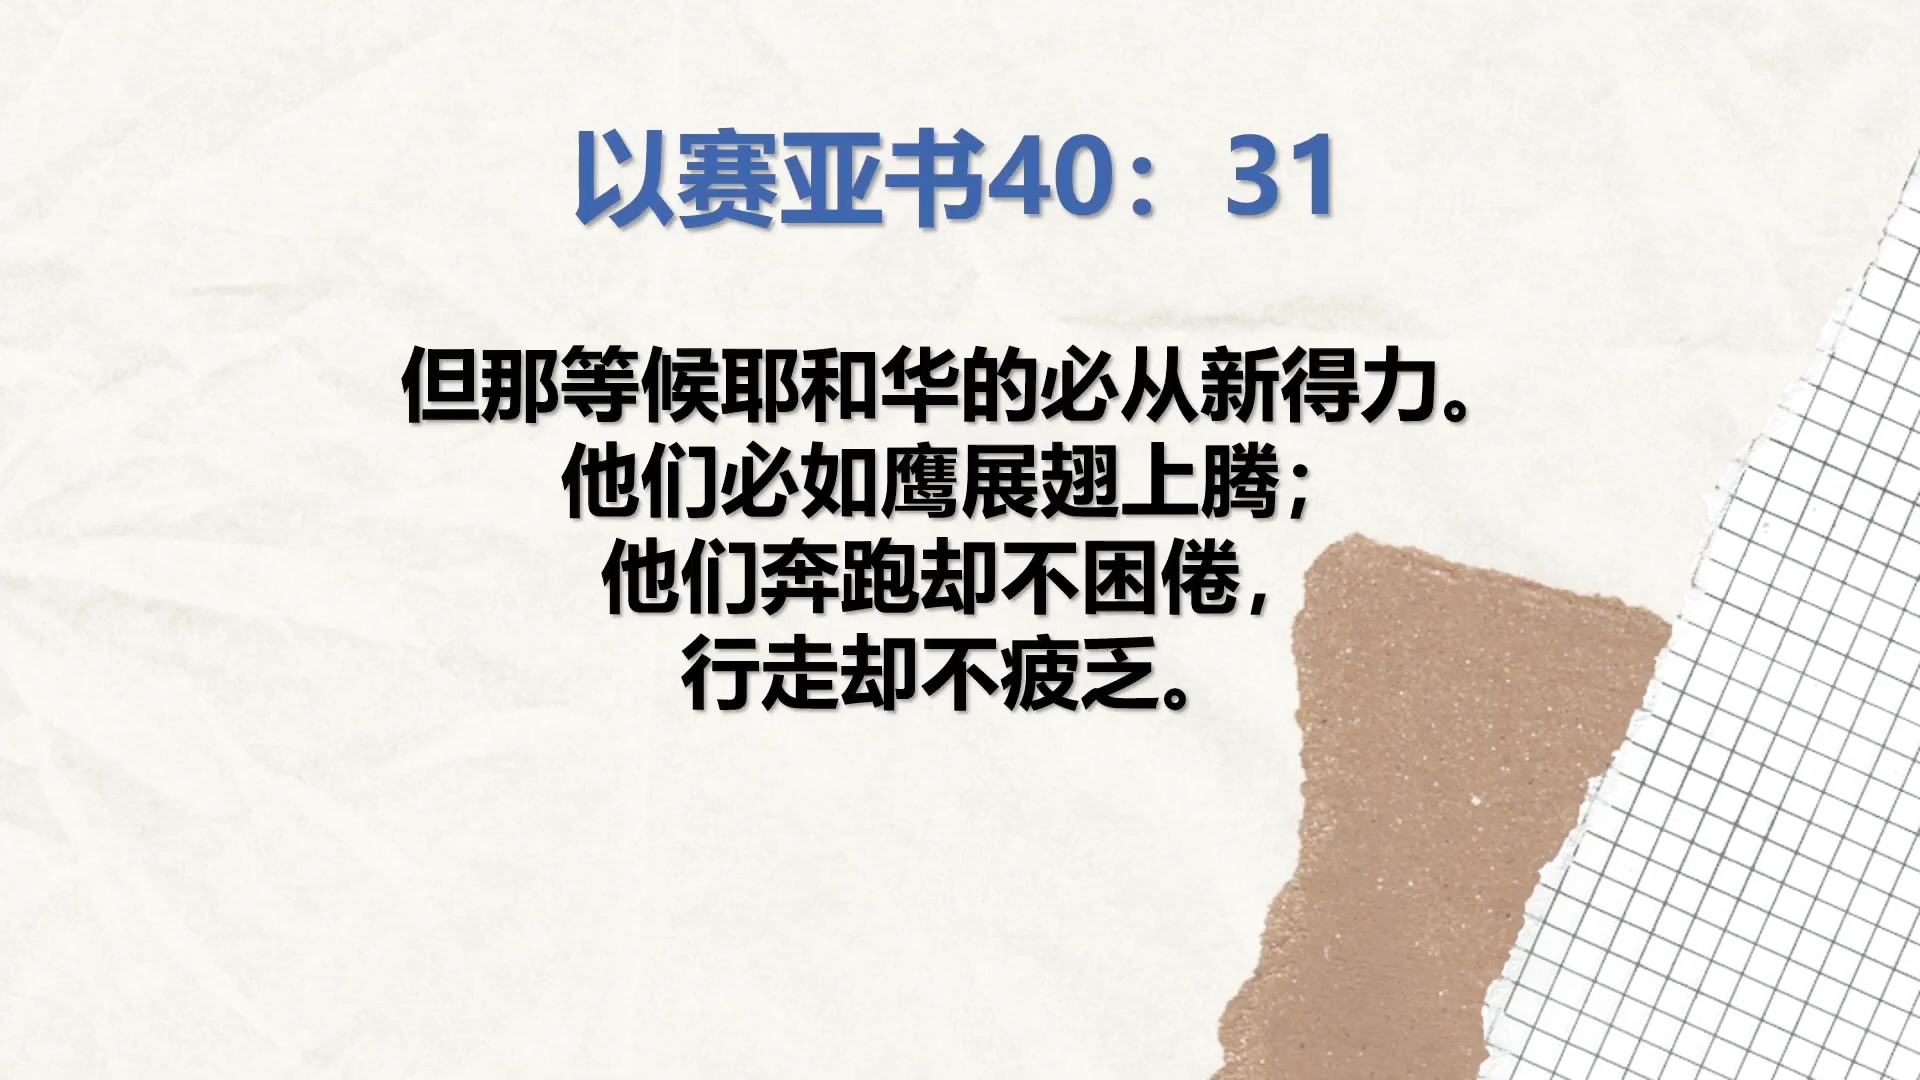 以赛亚书40：31
但那等候耶和华的必从新得力。
他们必如鹰展翅上腾；
他们奔跑却不困倦，
行走却不疲乏。